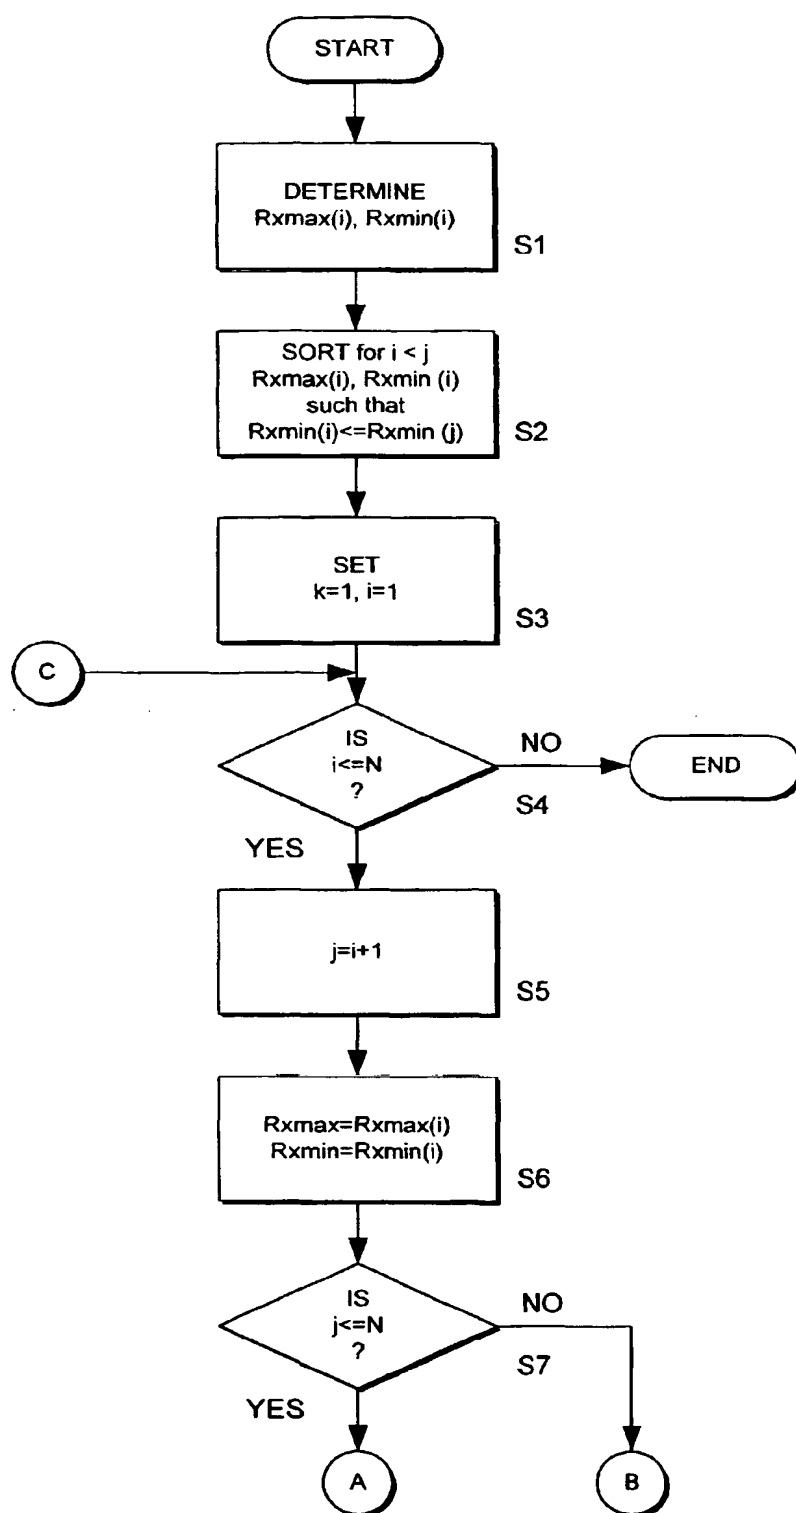 START
DETERMINE
Rxmax(i), Rxmin(i)
S1
SORT for i < j
Rxmax(i), Rxmin (i)
such that
Rxmin(i)<=Rxmin (j)
S2
SET
k=1, i=1
S3
C
IS
i<=N
?
NO
END
S4
YES
j=i+1
S5
Rxmax=Rxmax(i)
Rxmin=Rxmin(i)
S6
IS
j<=N
?
NO
S7
YES
A
B